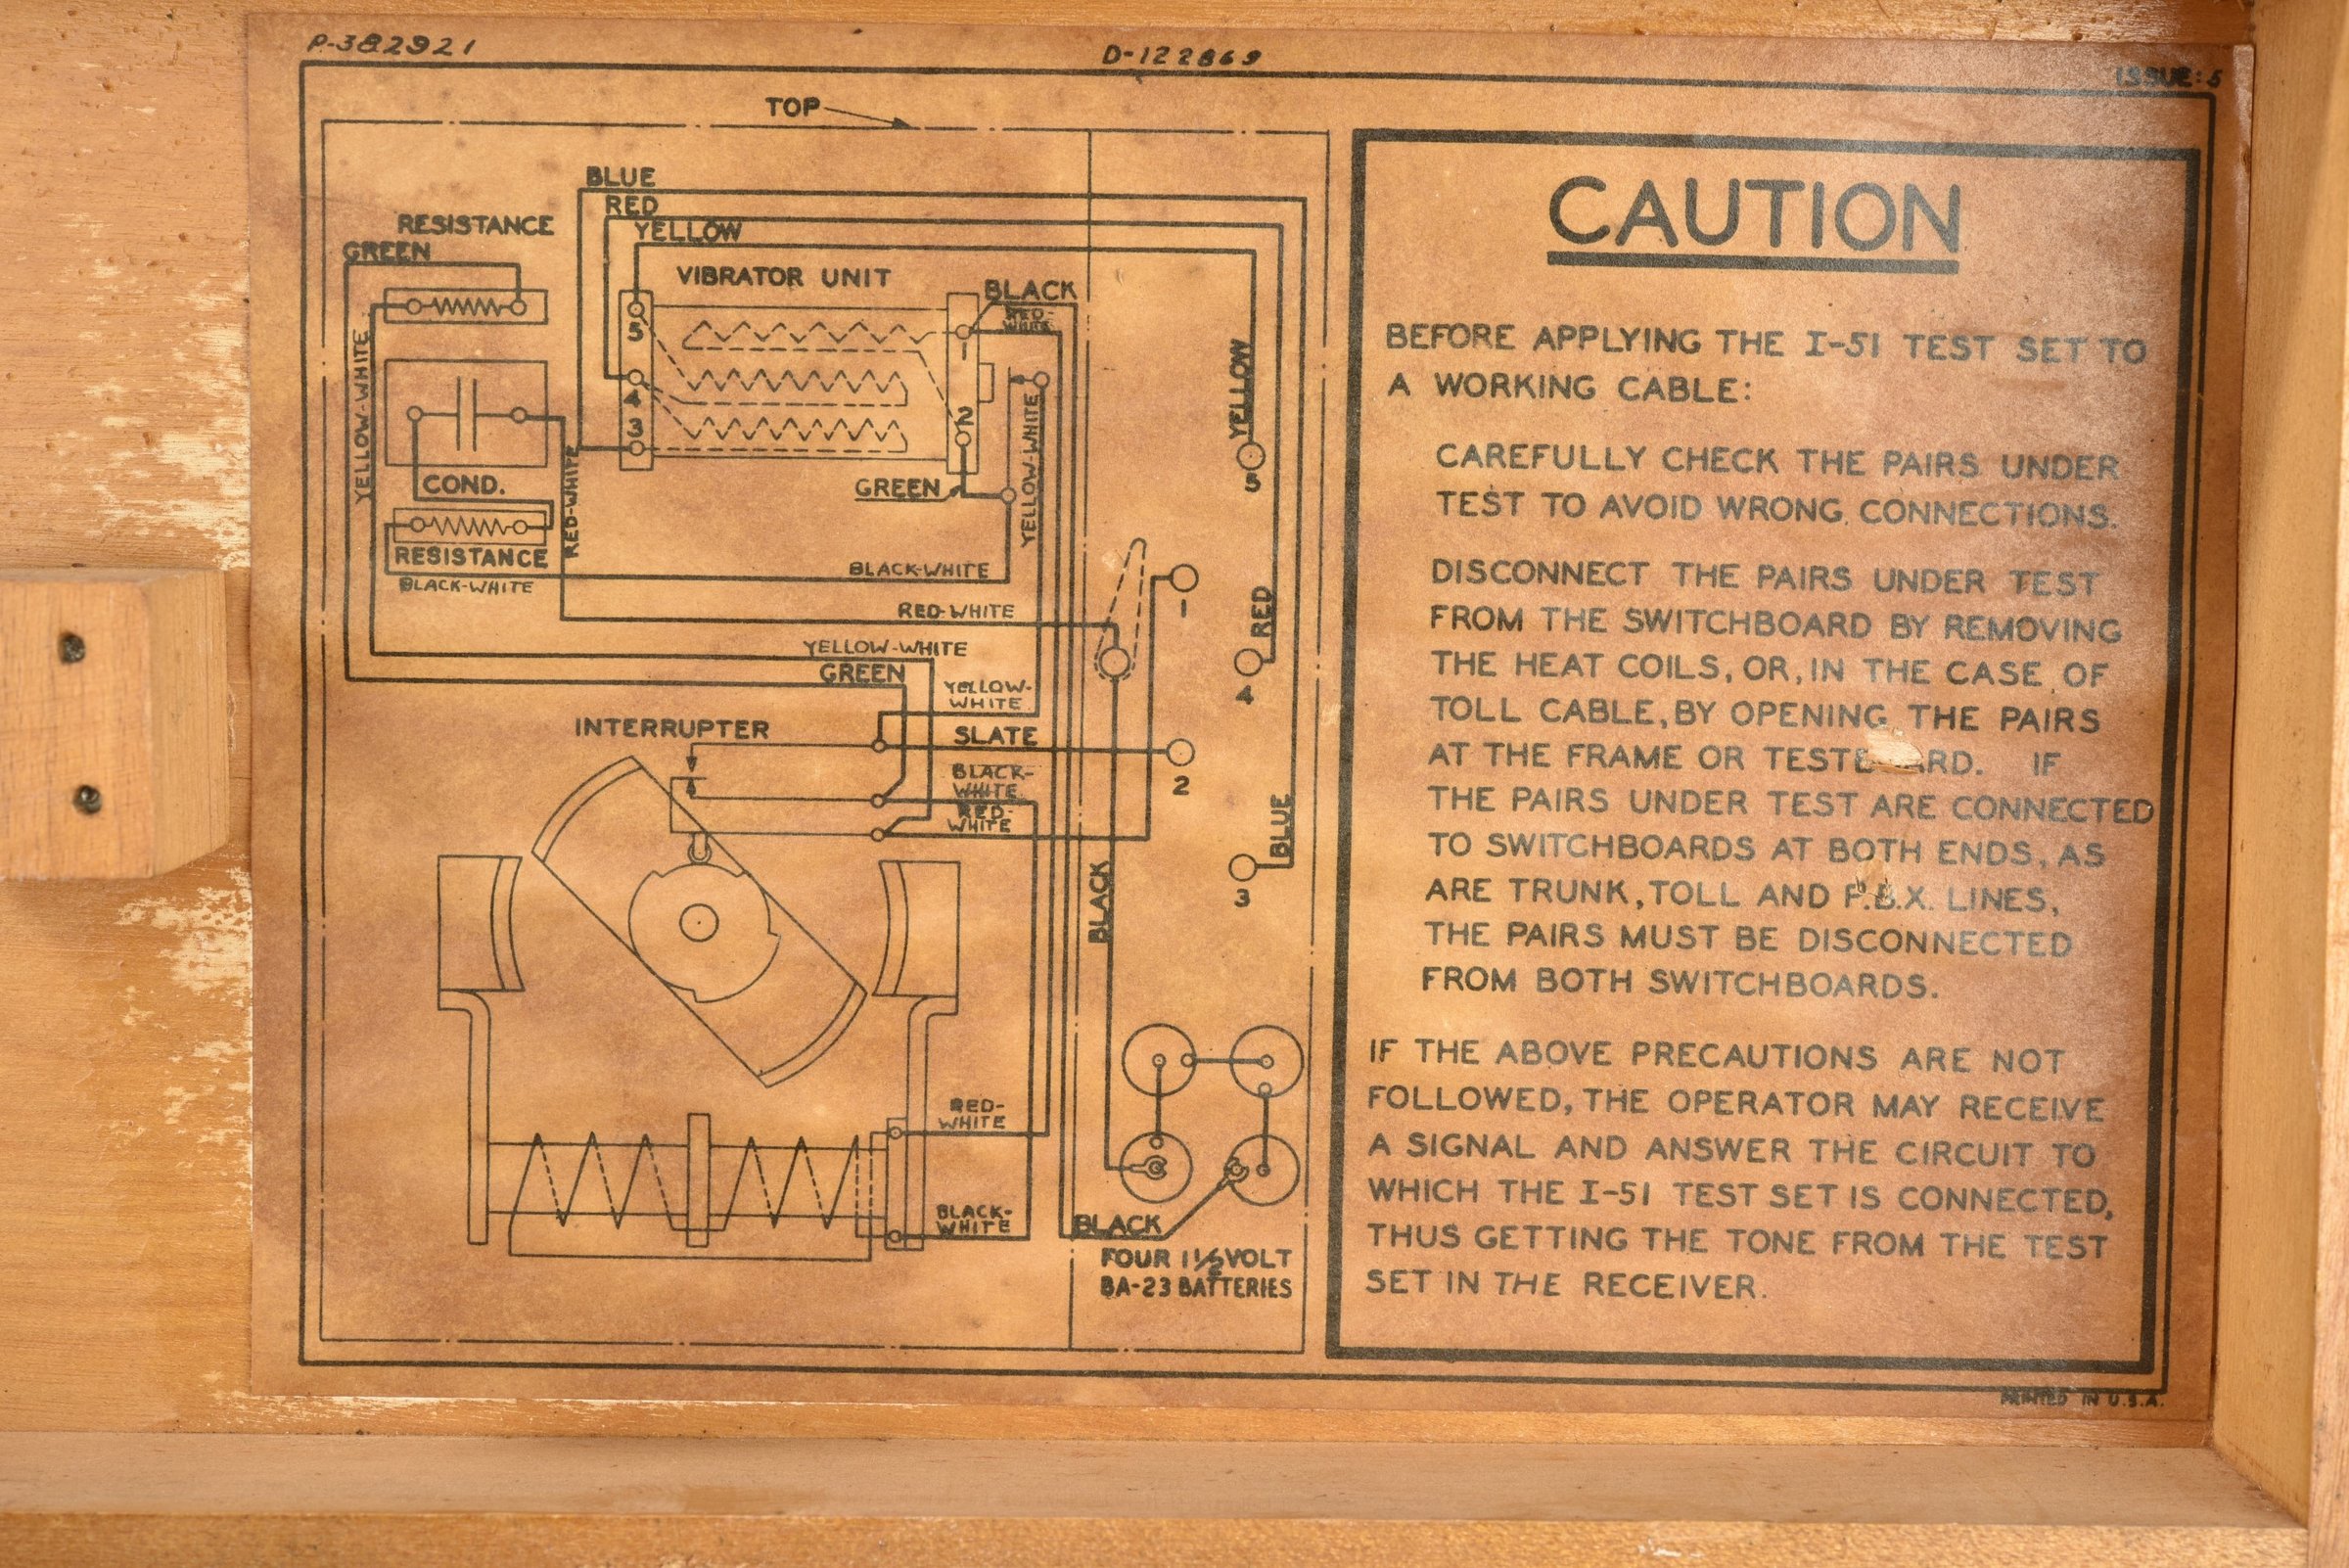 P-382921
D-122869
ISSUE: 5
TOP
BLUE
RED
YELLOW
RESISTANCE
GREEN
VIBRATOR UNIT
BLACK
RED-
WHITE
5
4
3
1
2
YELLOW-WHITE
COND.
RED-WHITE
GREEN
YELLOW-WHITE
RESISTANCE
BLACK-WHITE
BLACK-WHITE
RED-WHITE
YELLOW-WHITE
GREEN
YELLOW-
WHITE
INTERRUPTER
SLATE
BLACK-
WHITE
RED-
WHITE
YELLOW
5
1
RED
4
2
BLUE
3
BLACK
RED-
WHITE
BLACK-
WHITE
BLACK
FOUR 1½ VOLT
BA-23 BATTERIES
CAUTION
BEFORE APPLYING THE I-51 TEST SET TO
A WORKING CABLE:
CAREFULLY CHECK THE PAIRS UNDER
TEST TO AVOID WRONG CONNECTIONS.
DISCONNECT THE PAIRS UNDER TEST
FROM THE SWITCHBOARD BY REMOVING
THE HEAT COILS, OR, IN THE CASE OF
TOLL CABLE, BY OPENING THE PAIRS
AT THE FRAME OR IF
THE PAIRS UNDER TEST ARE CONNECTED
TO SWITCHBOARDS AT BOTH ENDS, AS
ARE TRUNK, TOLL AND P.B.X. LINES,
THE PAIRS MUST BE DISCONNECTED
FROM BOTH SWITCHBOARDS.
IF THE ABOVE PRECAUTIONS ARE NOT
FOLLOWED, THE OPERATOR MAY RECEIVE
A SIGNAL AND ANSWER THE CIRCUIT TO
WHICH THE I-51 TEST SET IS CONNECTED,
THUS GETTING THE TONE FROM THE TEST
SET IN THE RECEIVER.
PRINTED IN U.S.A.